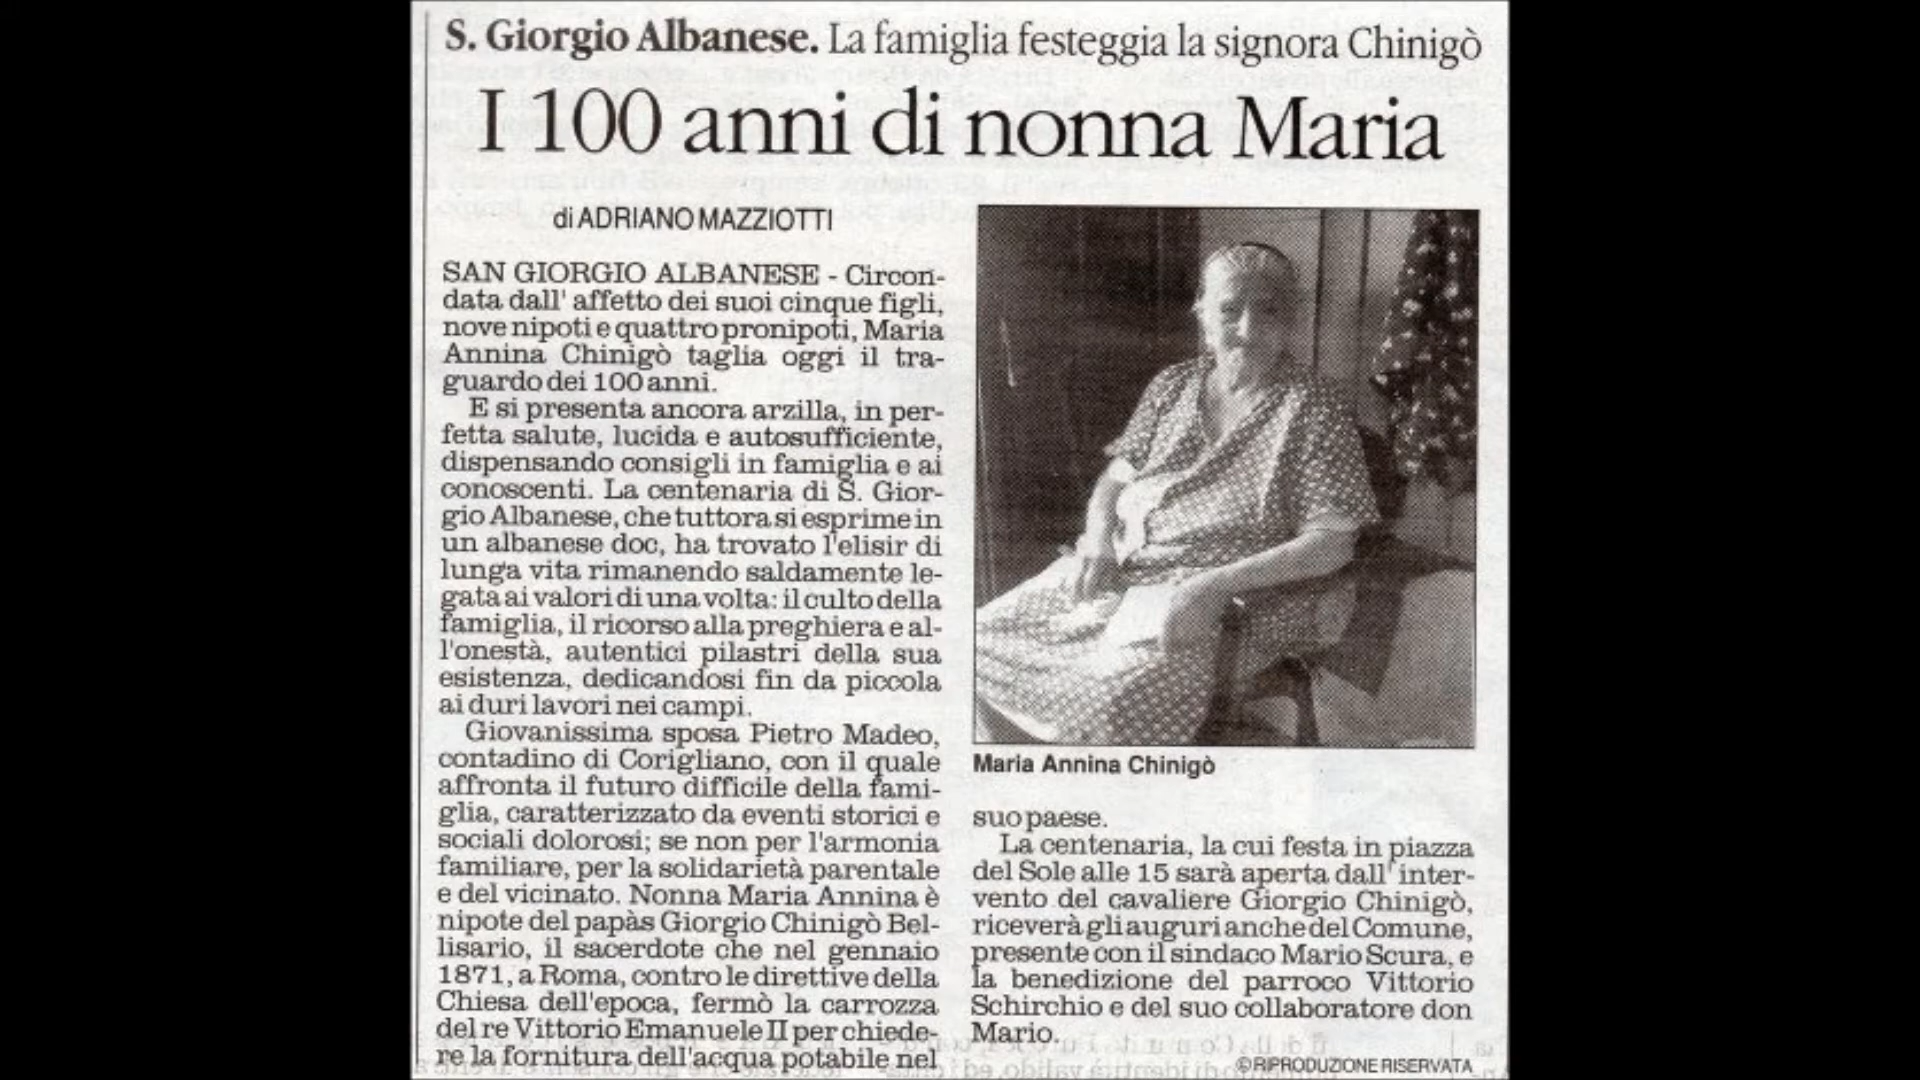 S. Giorgio Albanese. La famiglia festeggia la signora Chinigò
I 100 anni di nonna Maria
di ADRIANO MAZZIOTTI
SAN GIORGIO ALBANESE - Circon-
data dall' affetto dei suoi cinque figli,
nove nipoti e quattro pronipoti, Maria
Annina Chinigò taglia oggi il tra-
guardo dei 100 anni.
E si presenta ancora arzilla, in per-
fetta salute, lucida e autosufficiente,
dispensando consigli in famiglia e ai
conoscenti. La centenaria di S. Gior-
gio Albanese, che tuttora si esprime in
un albanese doc, ha trovato l'elisir di
lunga vita rimanendo saldamente le-
gata ai valori di una volta: il culto della
famiglia, il ricorso alla preghiera e al-
l'onestà, autentici pilastri della sua
esistenza, dedicandosi fin da piccola
ai duri lavori nei campi.
Giovanissima sposa Pietro Madeo,
contadino di Corigliano, con il quale
affronta il futuro difficile della fami-
glia, caratterizzato da eventi storici e
sociali dolorosi; se non per l'armonia
familiare, per la solidarietà parentale
e del vicinato. Nonna Maria Annina è
nipote del papàs Giorgio Chinigò Bel-
lisario, il sacerdote che nel gennaio
1871, a Roma, contro le direttive della
Chiesa dell'epoca, fermò la carrozza
del re Vittorio Emanuele II per chiede-
re la fornitura dell'acqua potabile nel
Maria Annina Chinigò
suo paese.
La centenaria, la cui festa in piazza
del Sole alle 15 sarà aperta dall' inter-
vento del cavaliere Giorgio Chinigò,
riceverà gli auguri anche del Comune,
presente con il sindaco Mario Scura, e
la benedizione del parroco Vittorio
Schirchio e del suo collaboratore don
Mario.
© RIPRODUZIONE RISERVATA